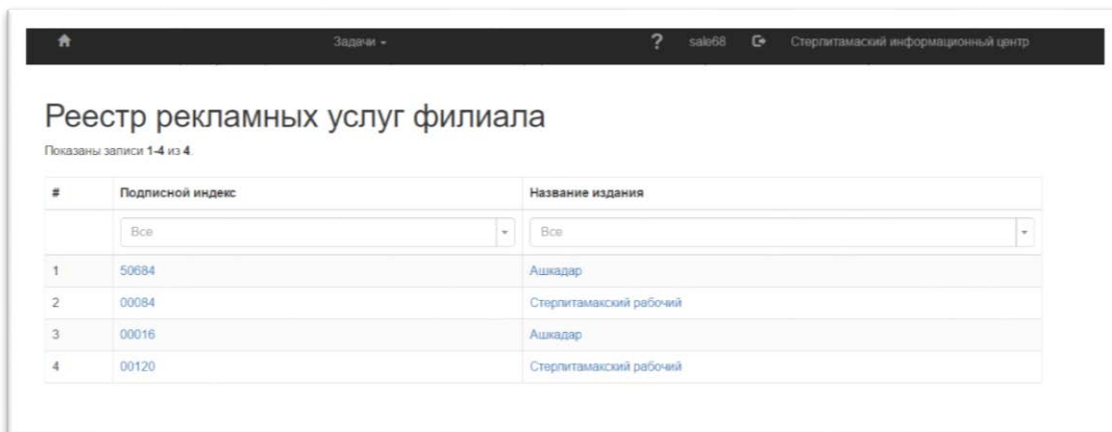 Задачи ? sale68 Стерлитамаский информационный центр
Реестр рекламных услуг филиала
Показаны записи 1-4 из 4.
# Подписной индекс Название издания
Все Все
1 50684 Ашкадар
2 00084 Стерлитамакский рабочий
3 00016 Ашкадар
4 00120 Стерлитамакский рабочий